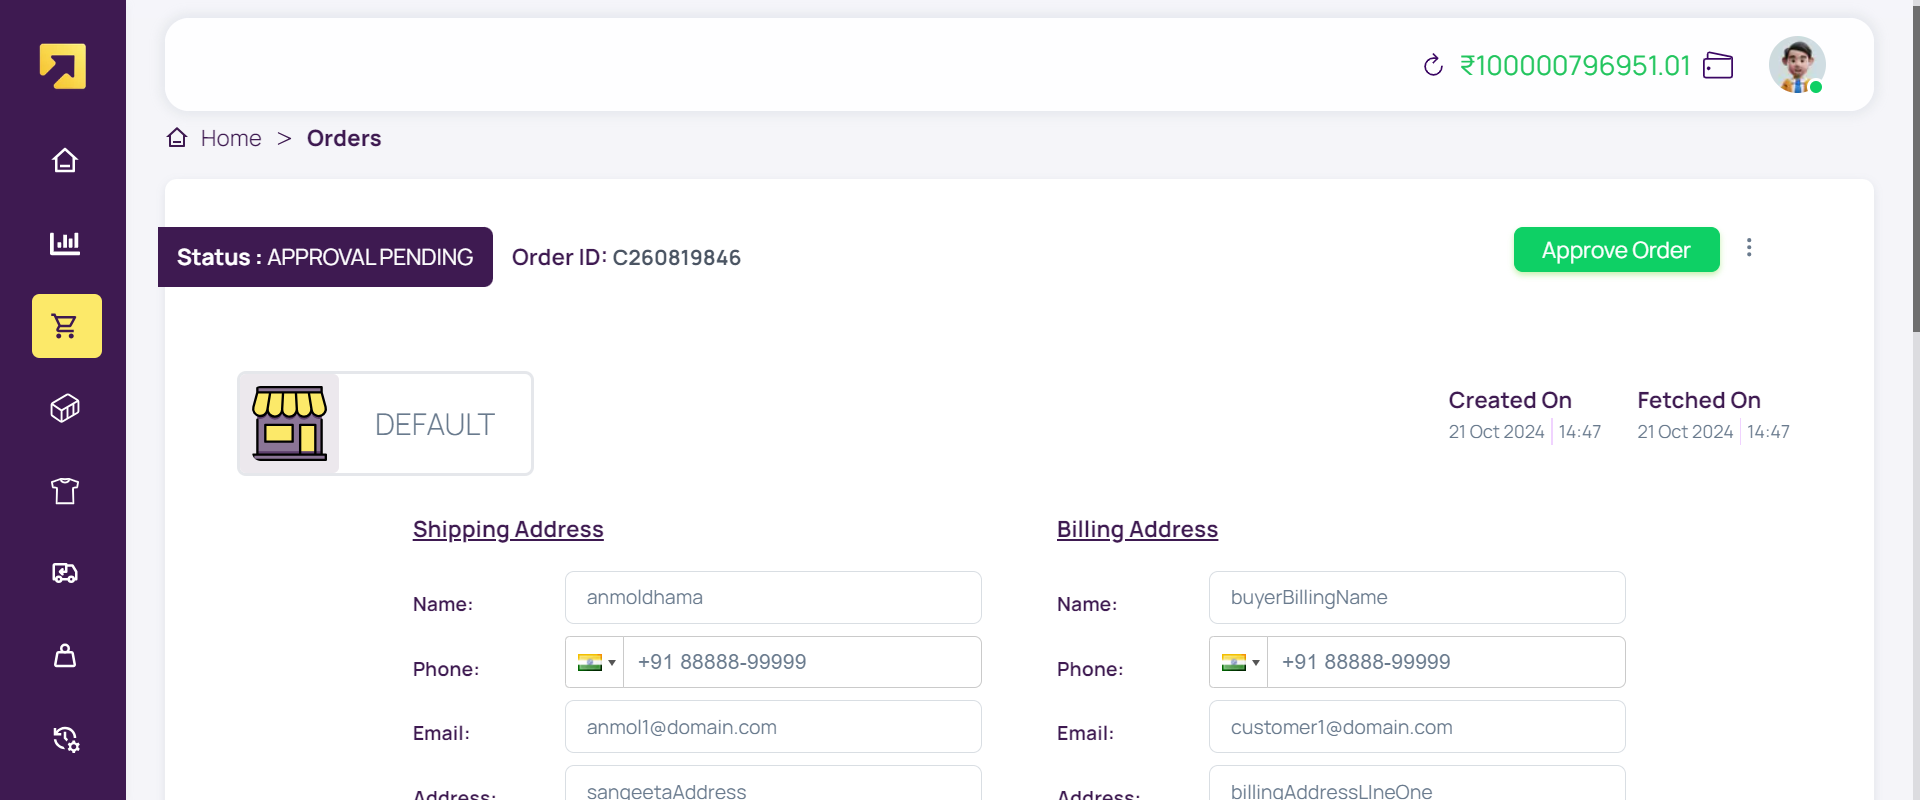 ₹100000796951.01
Home > Orders
Status : APPROVAL PENDING
Order ID: C260819846
Approve Order
DEFAULT
Created On
21 Oct 2024 14:47
Fetched On
21 Oct 2024 14:47
Shipping Address
Name: anmoldhama
Phone: +91 88888-99999
Email: anmol1@domain.com
Address: sangeetaAddress
Billing Address
Name: buyerBillingName
Phone: +91 88888-99999
Email: customer1@domain.com
Address: billingAddressLIneOne